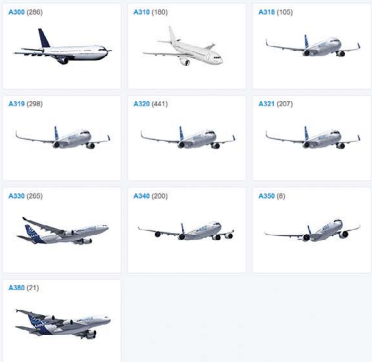 A300 (286)
A310 (180)
A318 (105)
A319 (298)
A320 (441)
A321 (207)
A330 (265)
A340 (200)
A350 (8)
A380 (21)